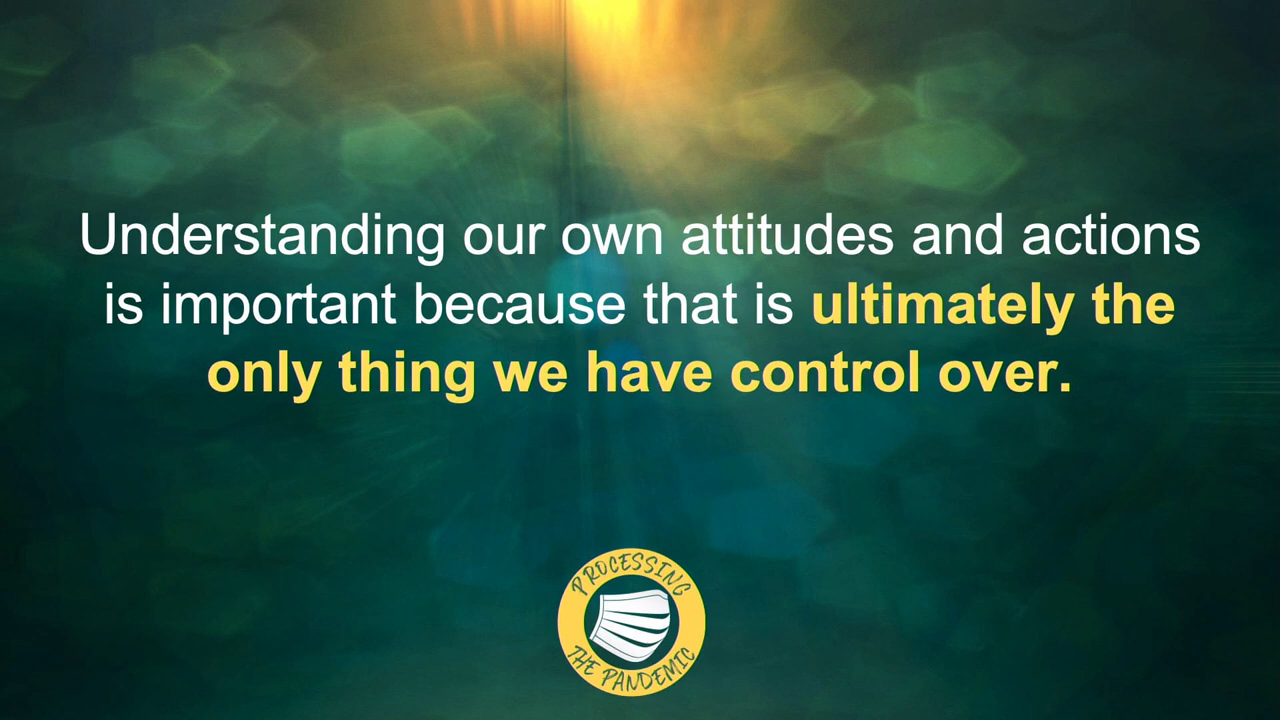 Understanding our own attitudes and actions
is important because that is ultimately the
only thing we have control over.
PROCESSING
THE PANDEMIC